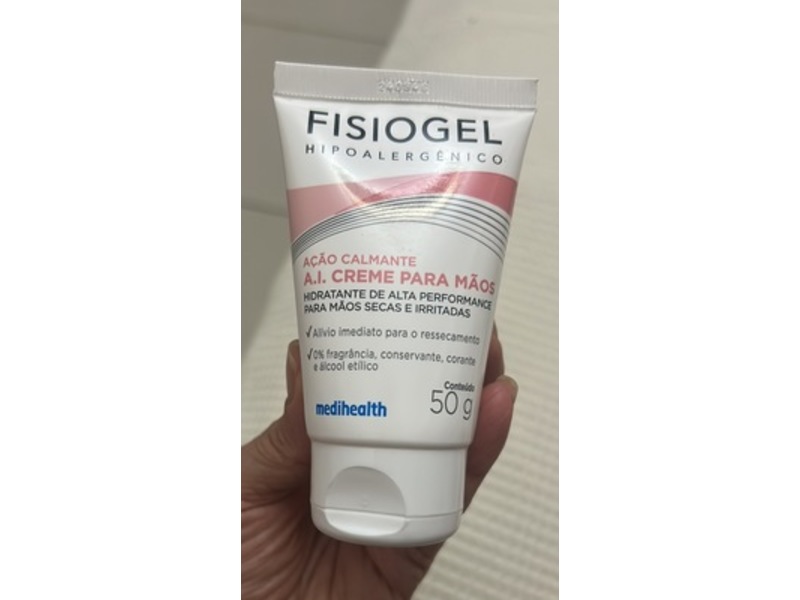 FISIOGEL
HIPOALERGÊNICO
AÇÃO CALMANTE
A.I. CREME PARA MÃOS
HIDRATANTE DE ALTA PERFORMANCE
PARA MÃOS SECAS E IRRITADAS
✓Alívio imediato para o ressecamento
✓0% fragrância, conservante, corante
e álcool etílico
Conteúdo
50 g
medihealth